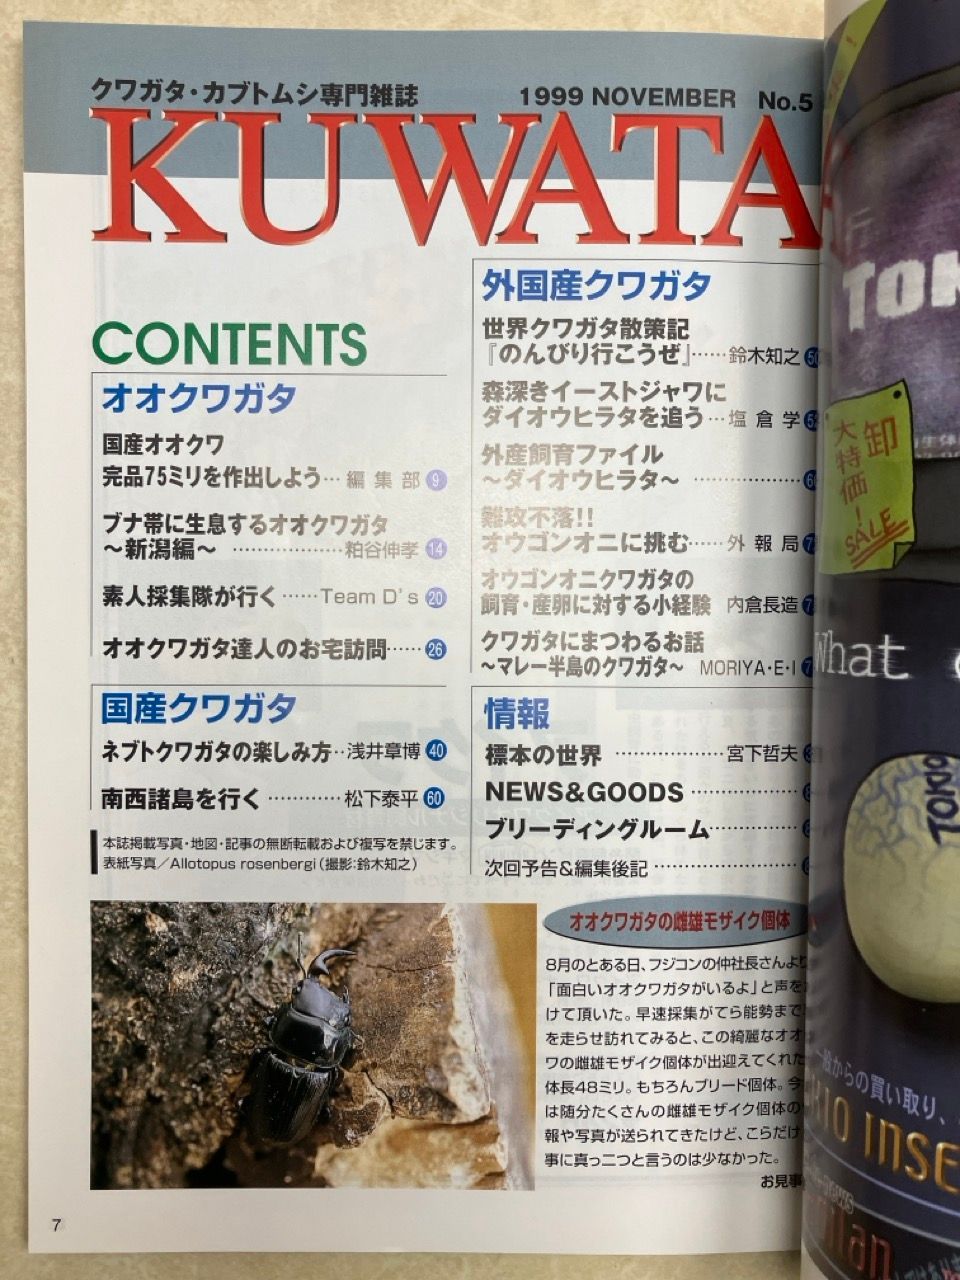 クワガタ・カブトムシ専門雑誌
1999 NOVEMBER No.5
KUWATA
CONTENTS
オオクワガタ
国産オオクワ
完品75ミリを作出しよう… 編集部 9
ブナ帯に生息するオオクワガタ
〜新潟編〜 ……………… 粕谷伸孝 14
素人採集隊が行く……Team D's 20
オオクワガタ達人のお宅訪問…… 26
国産クワガタ
ネブトクワガタの楽しみ方‥浅井章博 40
南西諸島を行く ………… 松下泰平 60
本誌掲載写真・地図・記事の無断転載および複写を禁じます。
表紙写真／Allotopus rosenbergi(撮影:鈴木知之)
外国産クワガタ
世界クワガタ散策記
『のんびり行こうぜ』……鈴木知之
森深きイーストジャワに
ダイオウヒラタを追う…塩倉学
外産飼育ファイル
〜ダイオウヒラタ〜 ………………
難攻不落!!
オウゴンオニに挑む……外報局
オウゴンオニクワガタの
飼育・産卵に対する小経験 内倉長造
クワガタにまつわるお話
〜マレー半島のクワガタ〜 MORIYA・E・I
情報
標本の世界 ………………宮下哲夫
NEWS&GOODS ………………
ブリーディングルーム……………
次回予告&編集後記 ………………
オオクワガタの雌雄モザイク個体
8月のとある日、フジコンの仲社長さんより
「面白いオオクワガタがいるよ」と声を
けて頂いた。早速採集がてら能勢まで
を走らせ訪れてみると、この綺麗なオオ
ワの雌雄モザイク個体が出迎えてくれた
体長48ミリ。もちろんブリード個体。今
は随分たくさんの雌雄モザイク個体の
報や写真が送られてきたけど、こらだけ
事に真っ二つと言うのは少なかった。
お見事
7
TOK
卸
大特価!
SALE
What
TOKIO
般からの買い取り、
KIO INSE